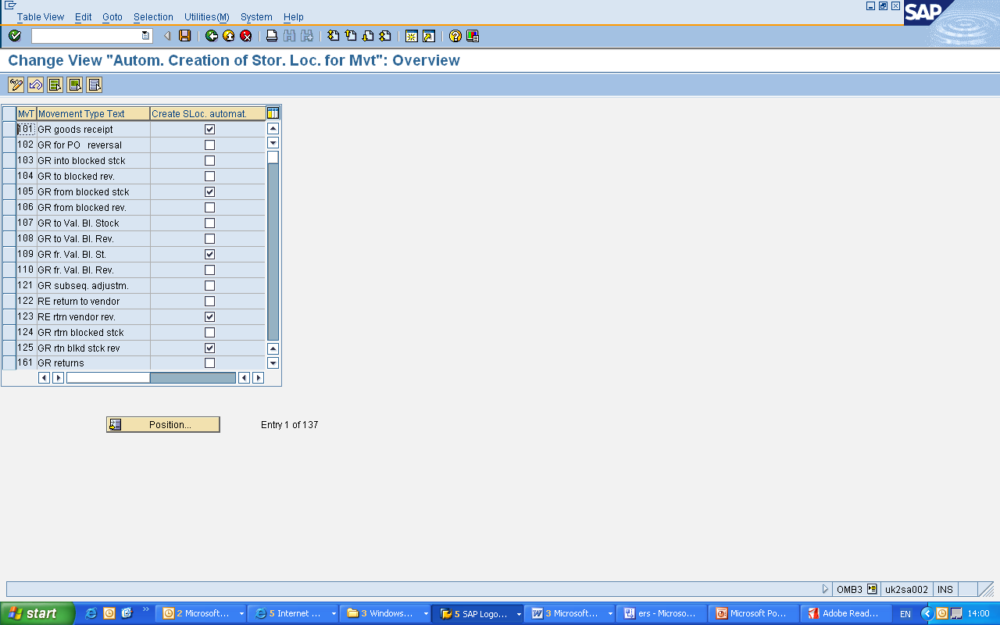 Table View Edit Goto Selection Utilities(M) System Help
SAP
Change View "Autom. Creation of Stor. Loc. for Mvt": Overview
MvT Movement Type Text Create SLoc. automat.
101 GR goods receipt
102 GR for PO reversal
103 GR into blocked stck
104 GR to blocked rev.
105 GR from blocked stck
106 GR from blocked rev.
107 GR to Val. Bl. Stock
108 GR to Val. Bl. Rev.
109 GR fr. Val. Bl. St.
110 GR fr. Val. Bl. Rev.
121 GR subseq. adjustm.
122 RE return to vendor
123 RE rtrn vendor rev.
124 GR rtrn blocked stck
125 GR rtn blkd stck rev
161 GR returns
Position... Entry 1 of 137
OMB3 uk2sa002 INS
start 2 Microsoft... 5 Internet ... 3 Windows... 5 SAP Logo... 3 Microsoft... ers - Microso... Microsoft Po... Adobe Read... EN 14:00